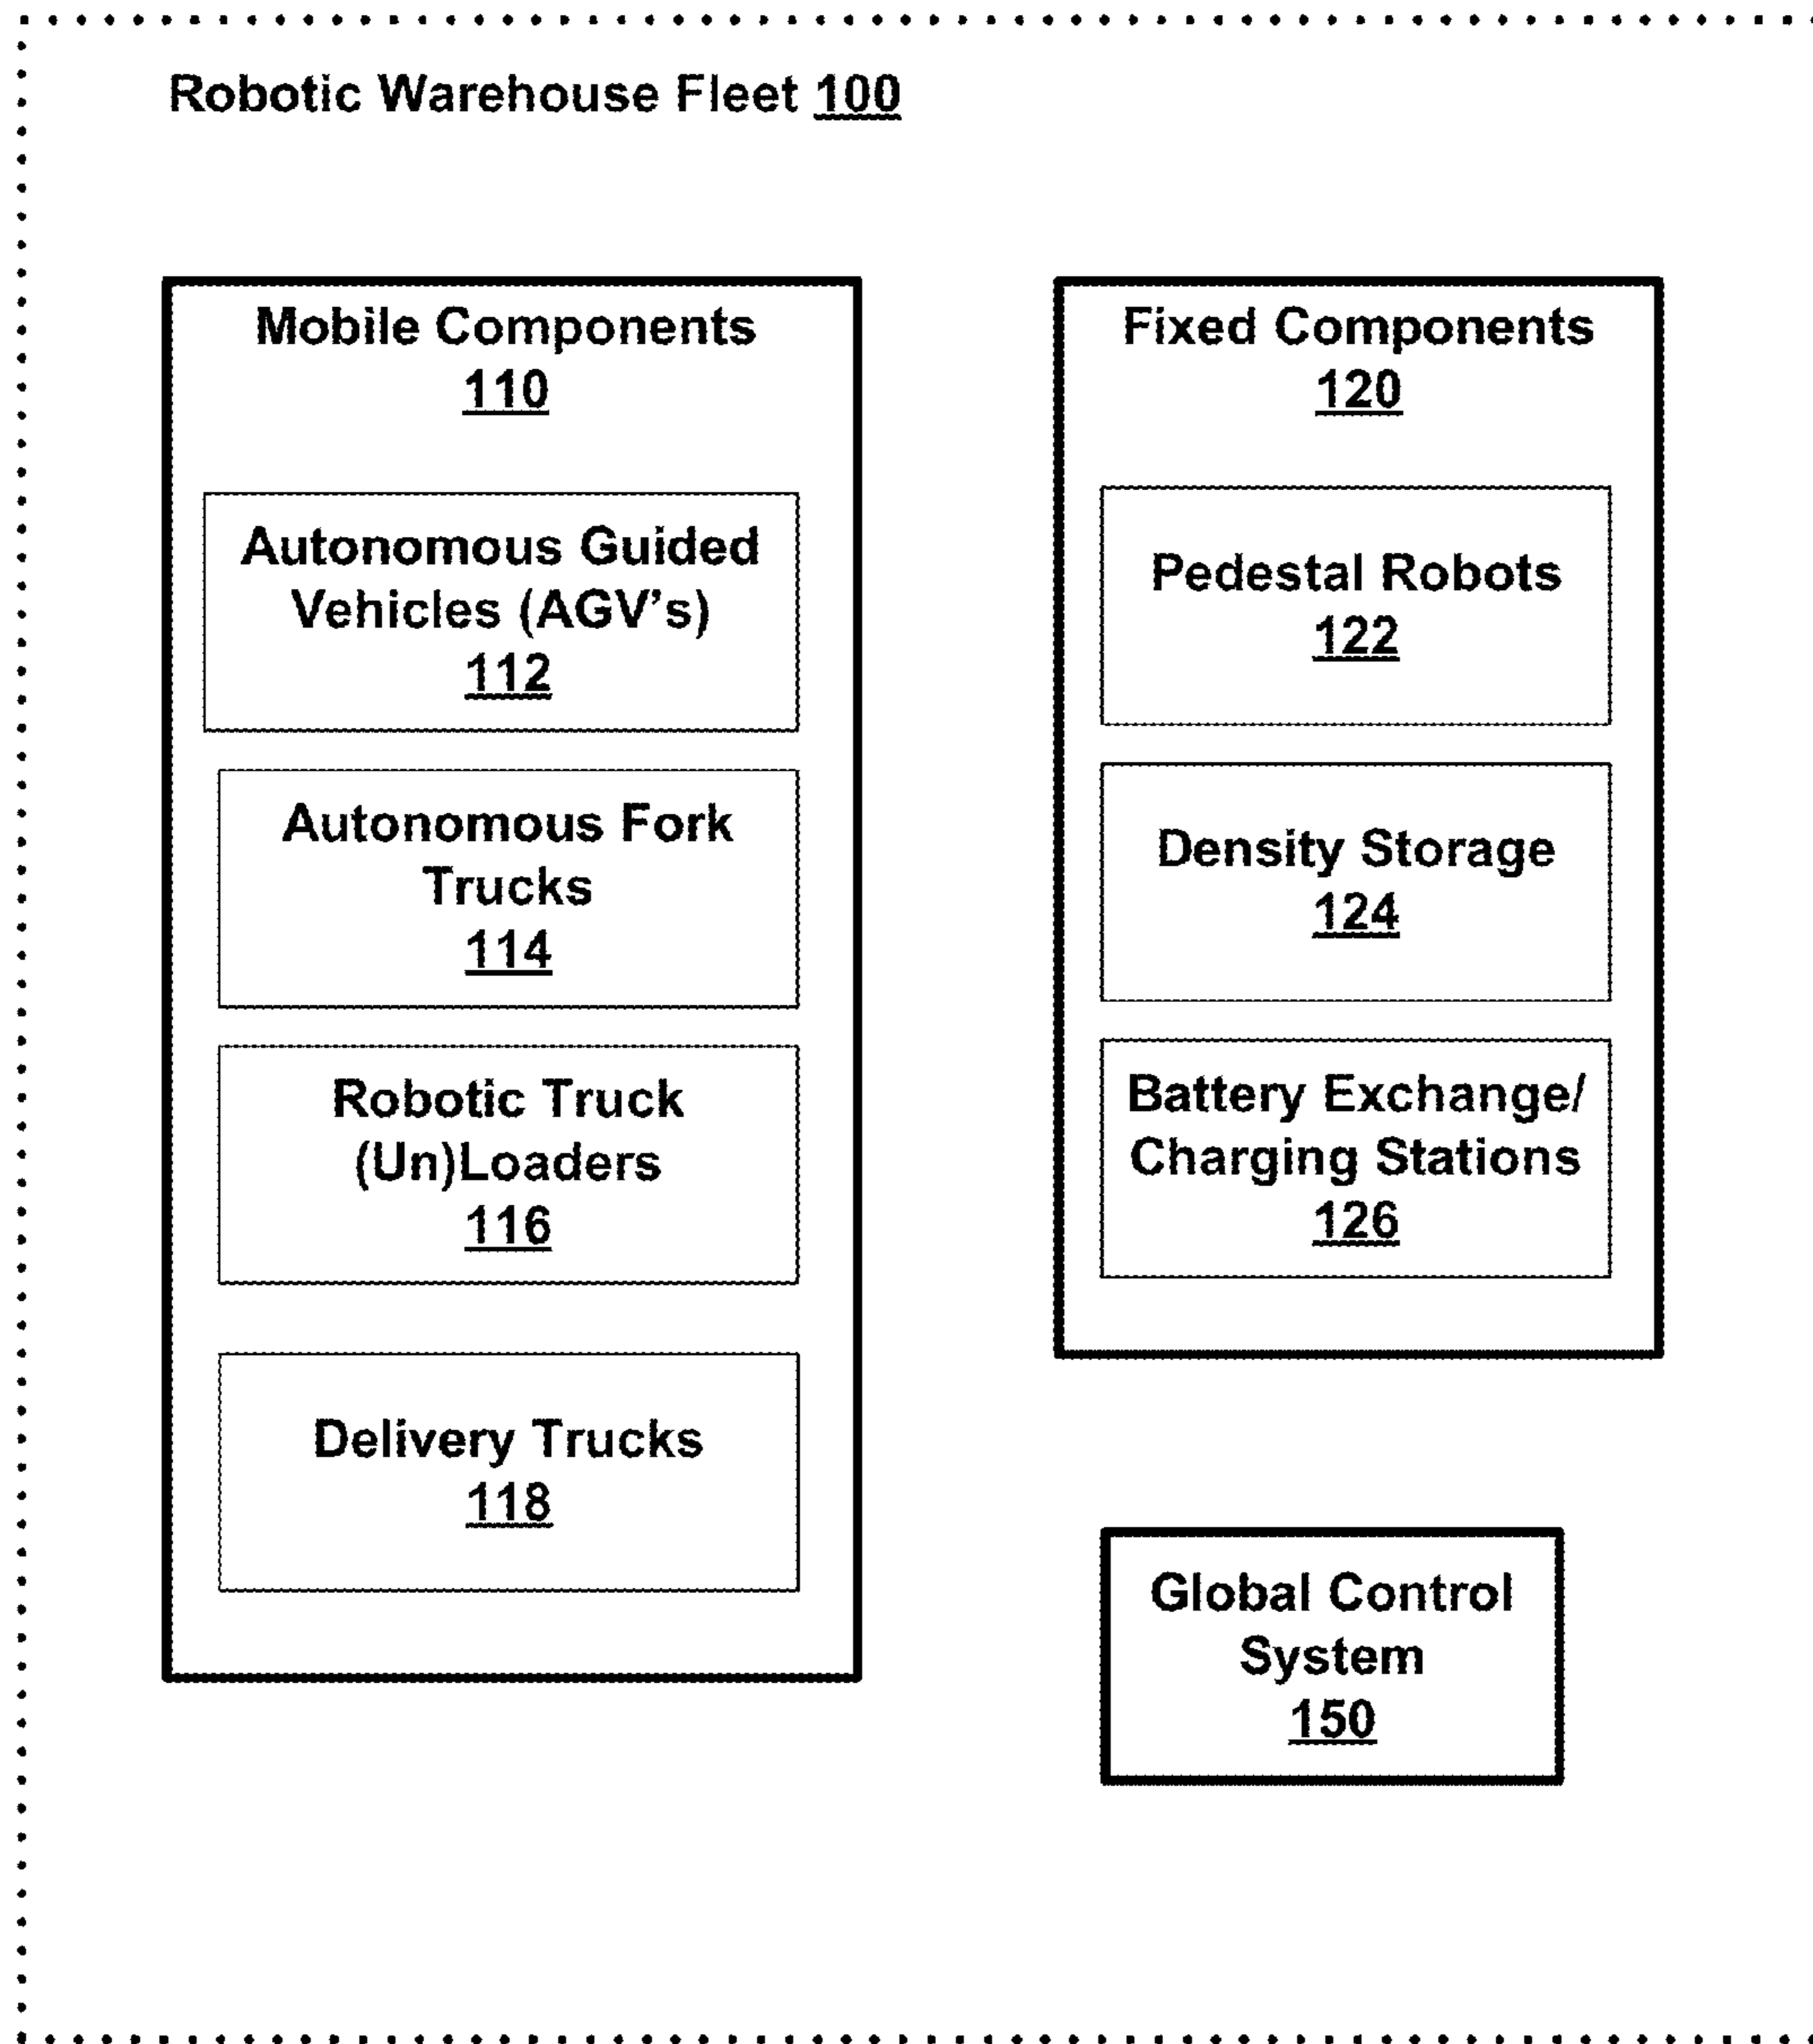 Robotic Warehouse Fleet 100
Mobile Components
110
Autonomous Guided
Vehicles (AGV's)
112
Autonomous Fork
Trucks
114
Robotic Truck
(Un)Loaders
116
Delivery Trucks
118
Fixed Components
120
Pedestal Robots
122
Density Storage
124
Battery Exchange/
Charging Stations
126
Global Control
System
150